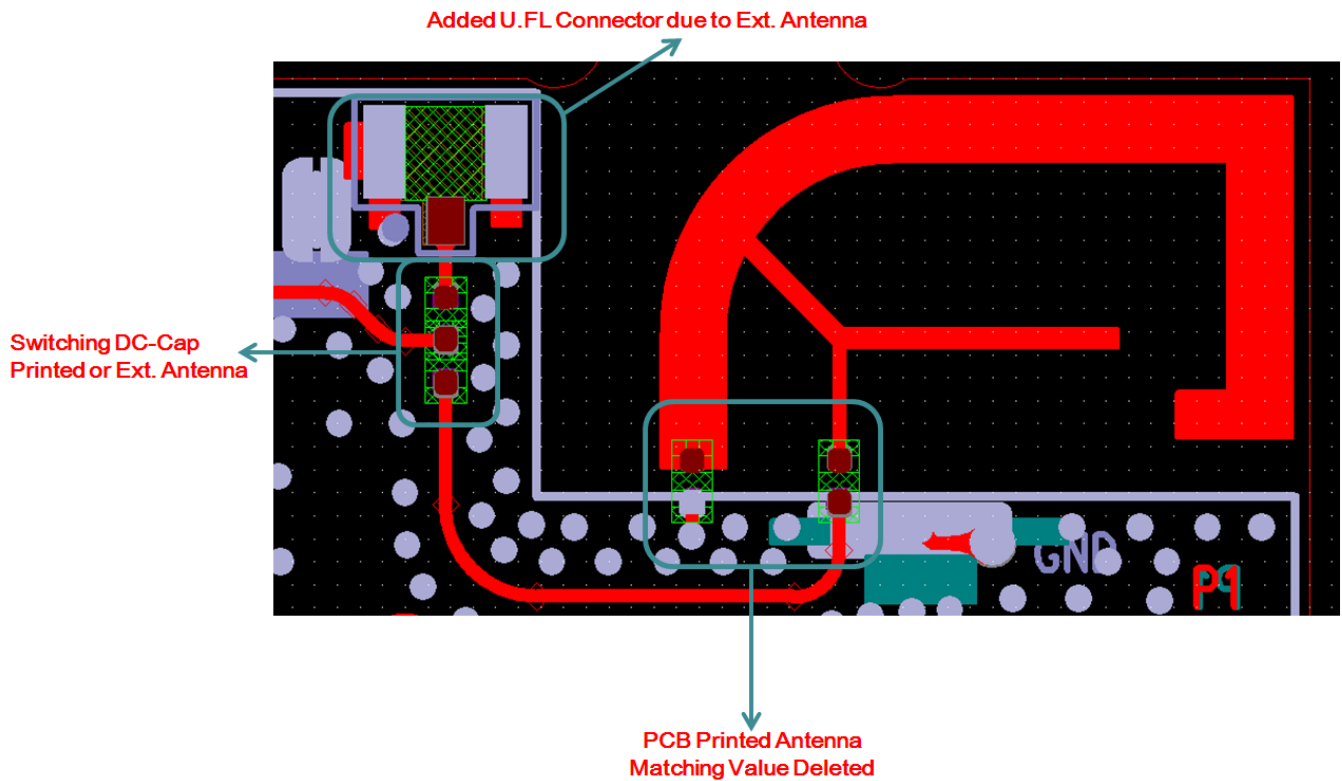 Added U.FL Connector due to Ext. Antenna
Switching DC-Cap
Printed or Ext. Antenna
GND
P1
PCB Printed Antenna
Matching Value Deleted